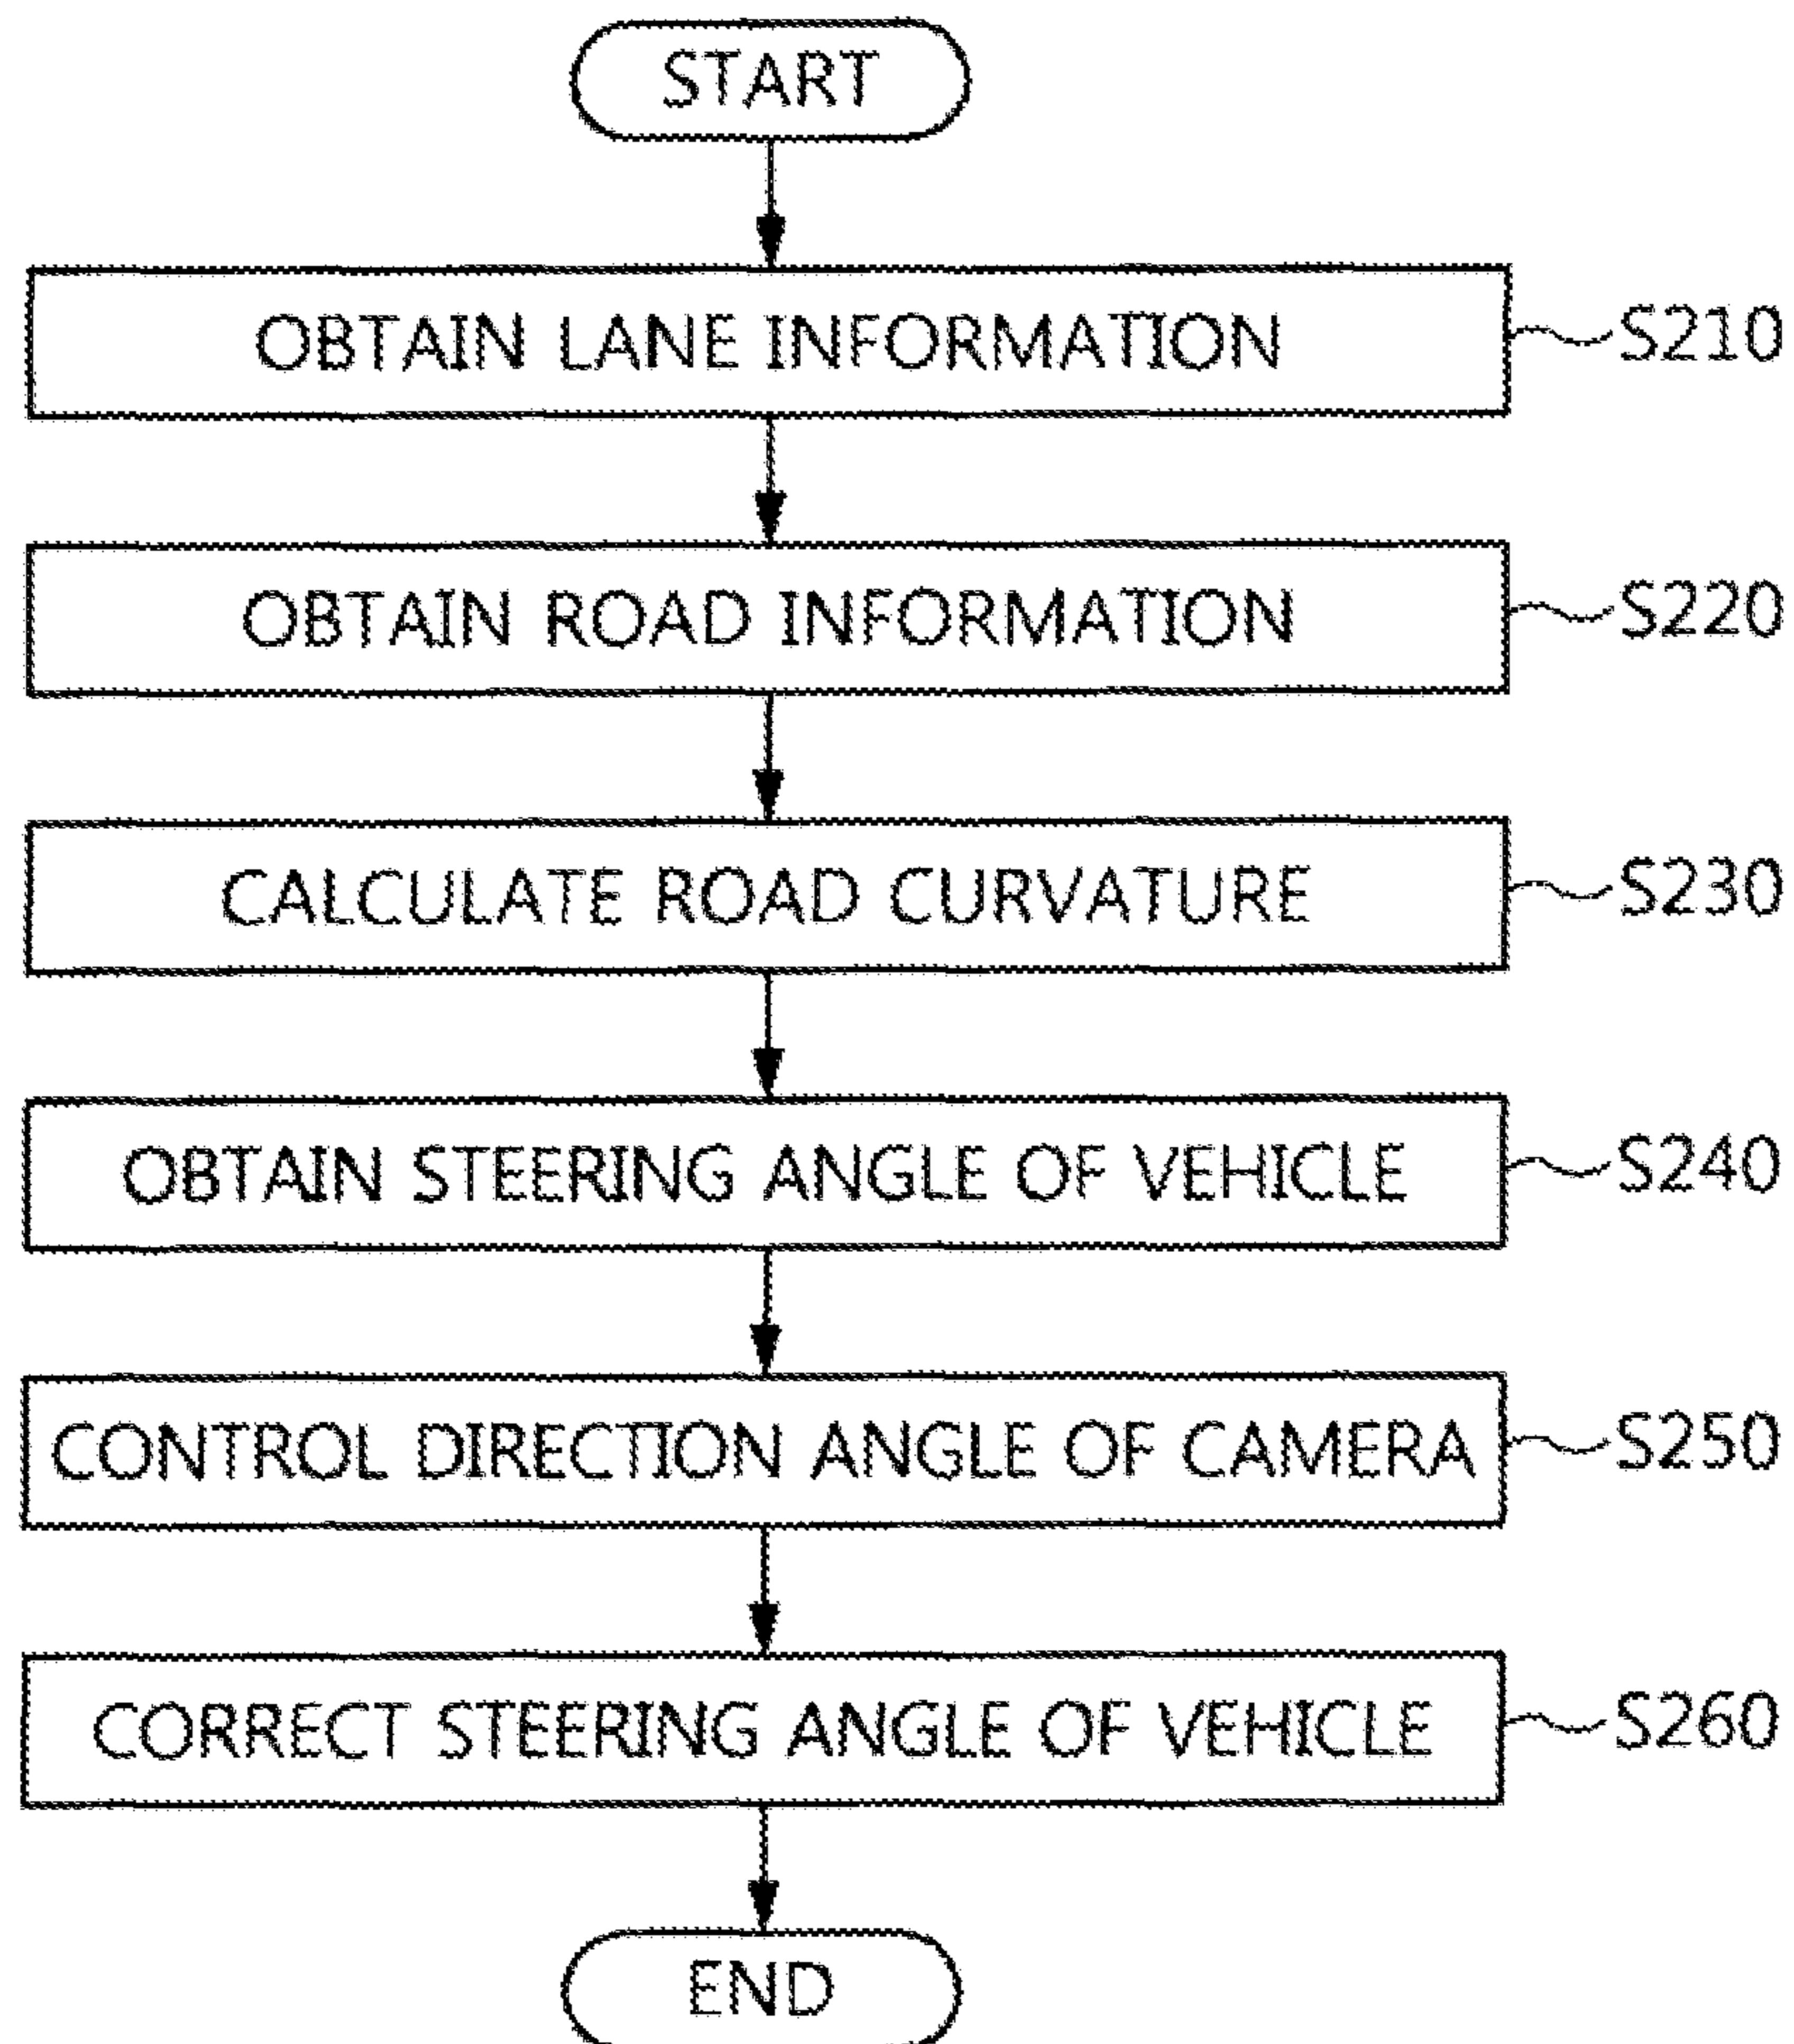 START
OBTAIN LANE INFORMATION S210
OBTAIN ROAD INFORMATION S220
CALCULATE ROAD CURVATURE S230
OBTAIN STEERING ANGLE OF VEHICLE S240
CONTROL DIRECTION ANGLE OF CAMERA S250
CORRECT STEERING ANGLE OF VEHICLE S260
END